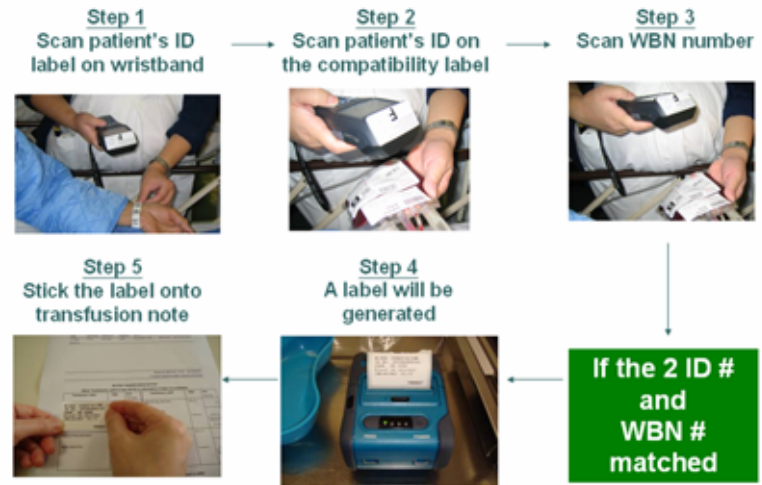 Step 1
Scan patient's ID
label on wristband
Step 2
Scan patient's ID on
the compatibility label
Step 3
Scan WBN number
If the 2 ID #
and
WBN #
matched
Step 4
A label will be
generated
Step 5
Stick the label onto
transfusion note